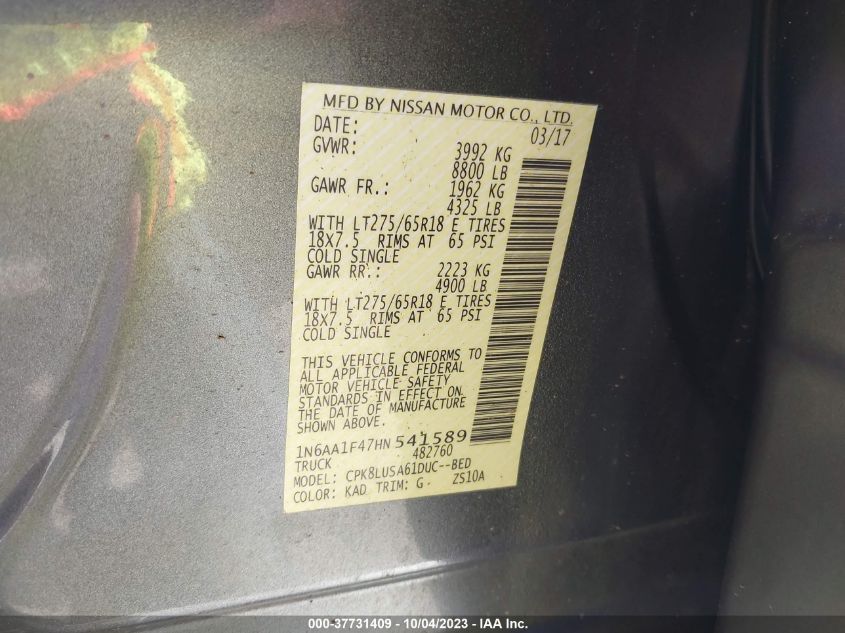 MFD BY NISSAN MOTOR CO., LTD.
DATE: 03/17
GVWR: 3992 KG
8800 LB
GAWR FR.: 1962 KG
4325 LB
WITH LT275/65R18 E TIRES
18X7.5 RIMS AT 65 PSI
COLD SINGLE
GAWR RR.: 2223 KG
4900 LB
WITH LT275/65R18 E TIRES
18X7.5 RIMS AT 65 PSI
COLD SINGLE
THIS VEHICLE CONFORMS TO
ALL APPLICABLE FEDERAL
MOTOR VEHICLE SAFETY
STANDARDS IN EFFECT ON
THE DATE OF MANUFACTURE
SHOWN ABOVE.
1N6AA1F47HN541589
TRUCK 482760
MODEL: CPK8LUSA61DUC--BED
COLOR: KAD TRIM: G ZS10A
000-37731409 - 10/04/2023 - IAA Inc.